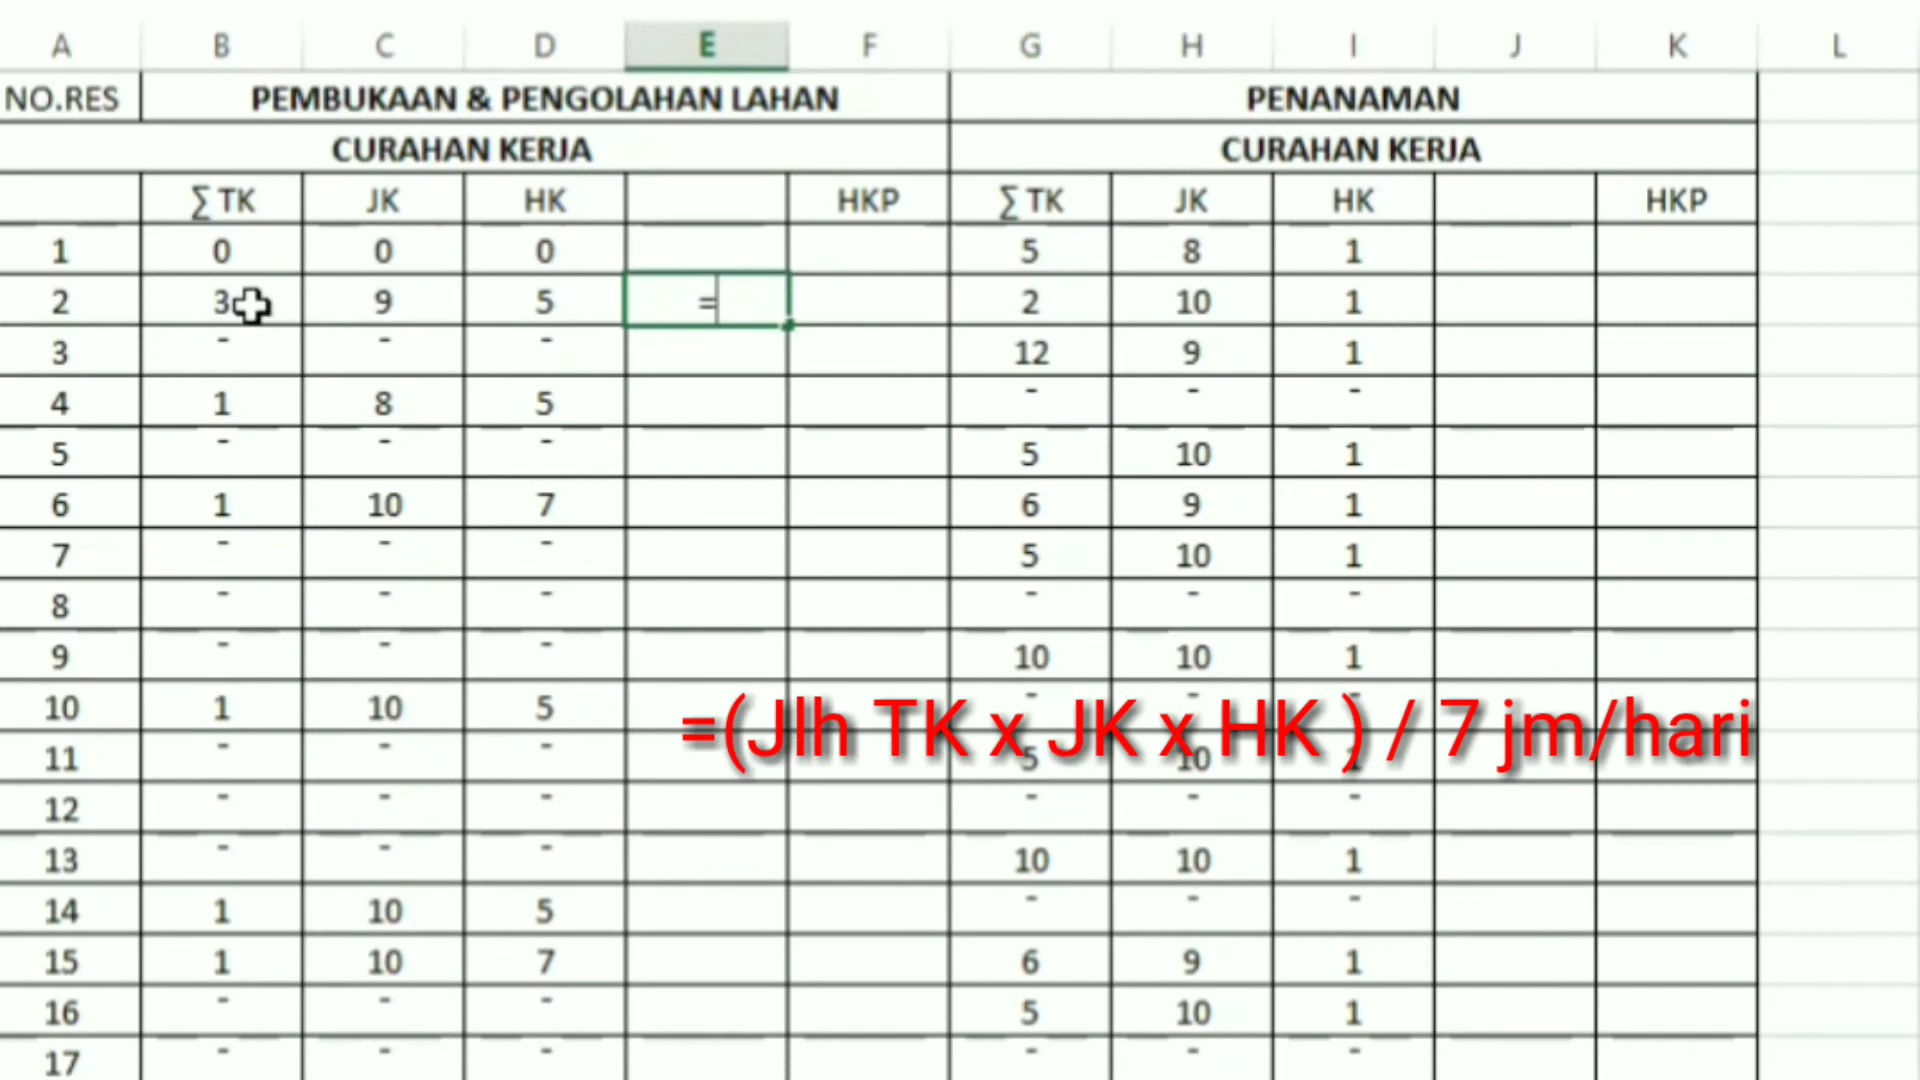 A B C D E F G H I J K L
NO.RES PEMBUKAAN & PENGOLAHAN LAHAN PENANAMAN
CURAHAN KERJA CURAHAN KERJA
∑ TK JK HK HKP ∑ TK JK HK HKP
1 0 0 0 5 8 1
2 3 9 5 = 2 10 1
3 - - - 12 9 1
4 1 8 5 - - -
5 - - - 5 10 1
6 1 10 7 6 9 1
7 - - - 5 10 1
8 - - - - - -
9 - - - 10 10 1
10 1 10 5 - - -
=(Jlh TK x JK x HK ) / 7 jm/hari
11 - - - 5 10 1
12 - - - - - -
13 - - - 10 10 1
14 1 10 5 - - -
15 1 10 7 6 9 1
16 - - - 5 10 1
17 - - - - - -